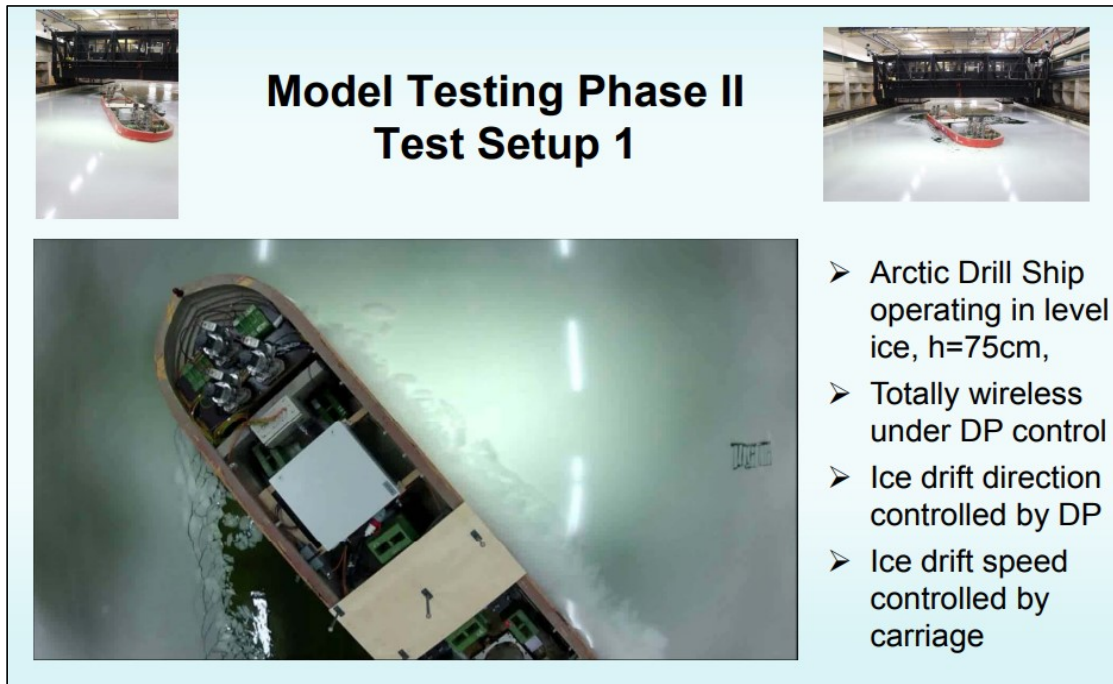 Model Testing Phase II
Test Setup 1
➢ Arctic Drill Ship
operating in level
ice, h=75cm,
➢ Totally wireless
under DP control
➢ Ice drift direction
controlled by DP
➢ Ice drift speed
controlled by
carriage